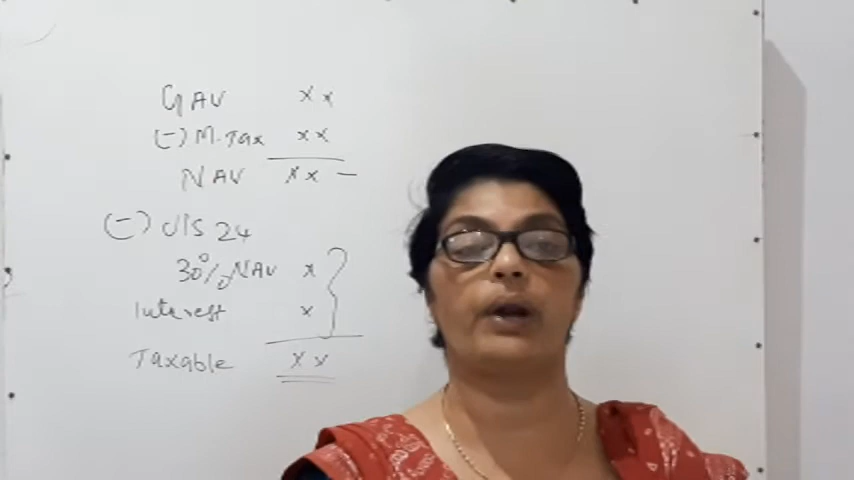 GAV xx
(-) M.Tax xx
NAV xx —
(-) U/S 24
30% NAV x
Interest x
Taxable xx